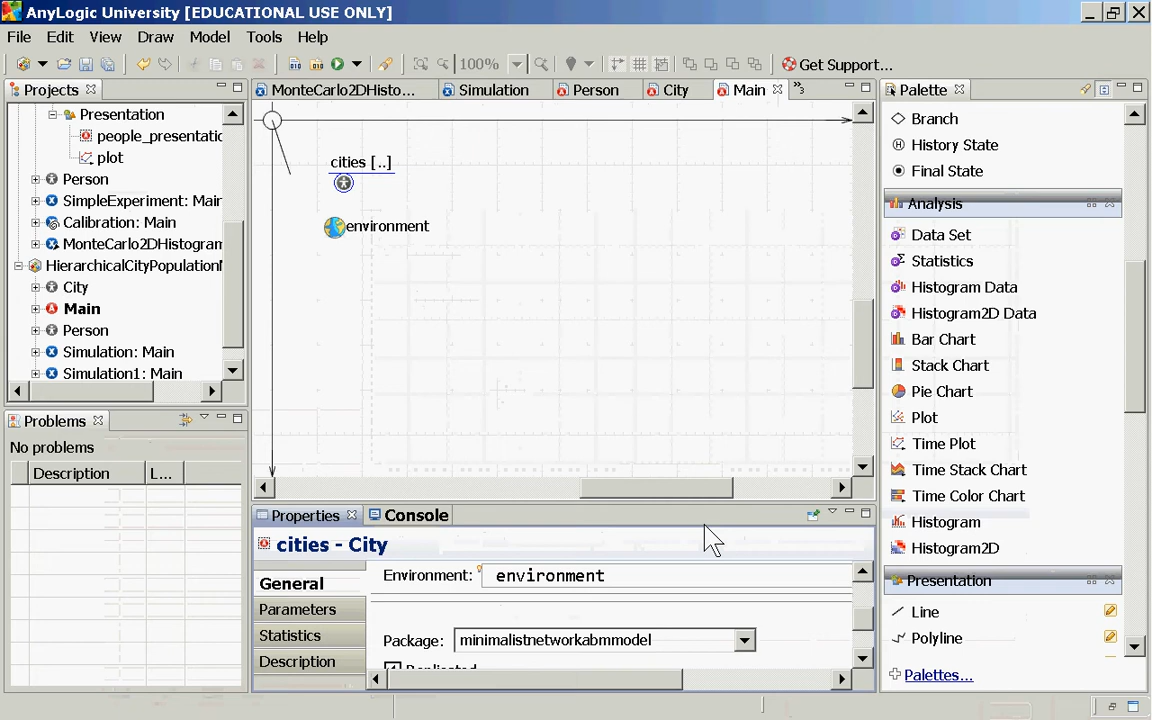 AnyLogic University [EDUCATIONAL USE ONLY]
File Edit View Draw Model Tools Help
100% Get Support...
Projects
Presentation
people_presentatic
plot
Person
SimpleExperiment: Mair
Calibration: Main
MonteCarlo2DHistogram
HierarchicalCityPopulationM
City
Main
Person
Simulation: Main
Simulation1: Main
Problems
No problems
Description L...
MonteCarlo2DHisto... Simulation Person City Main »3
cities [..]
environment
Properties Console
cities - City
General
Parameters
Statistics
Description
Environment: environment
Package: minimalistnetworkabmmodel
Replicated
Palette
Branch
History State
Final State
Analysis
Data Set
Statistics
Histogram Data
Histogram2D Data
Bar Chart
Stack Chart
Pie Chart
Plot
Time Plot
Time Stack Chart
Time Color Chart
Histogram
Histogram2D
Presentation
Line
Polyline
Palettes...